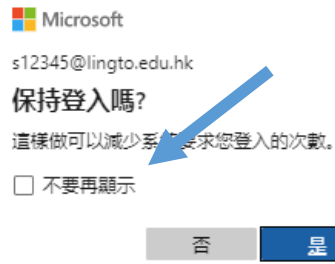 Microsoft
s12345@lingto.edu.hk
保持登入嗎?
這樣做可以減少系 要求您登入的次數。
不要再顯示
否
是